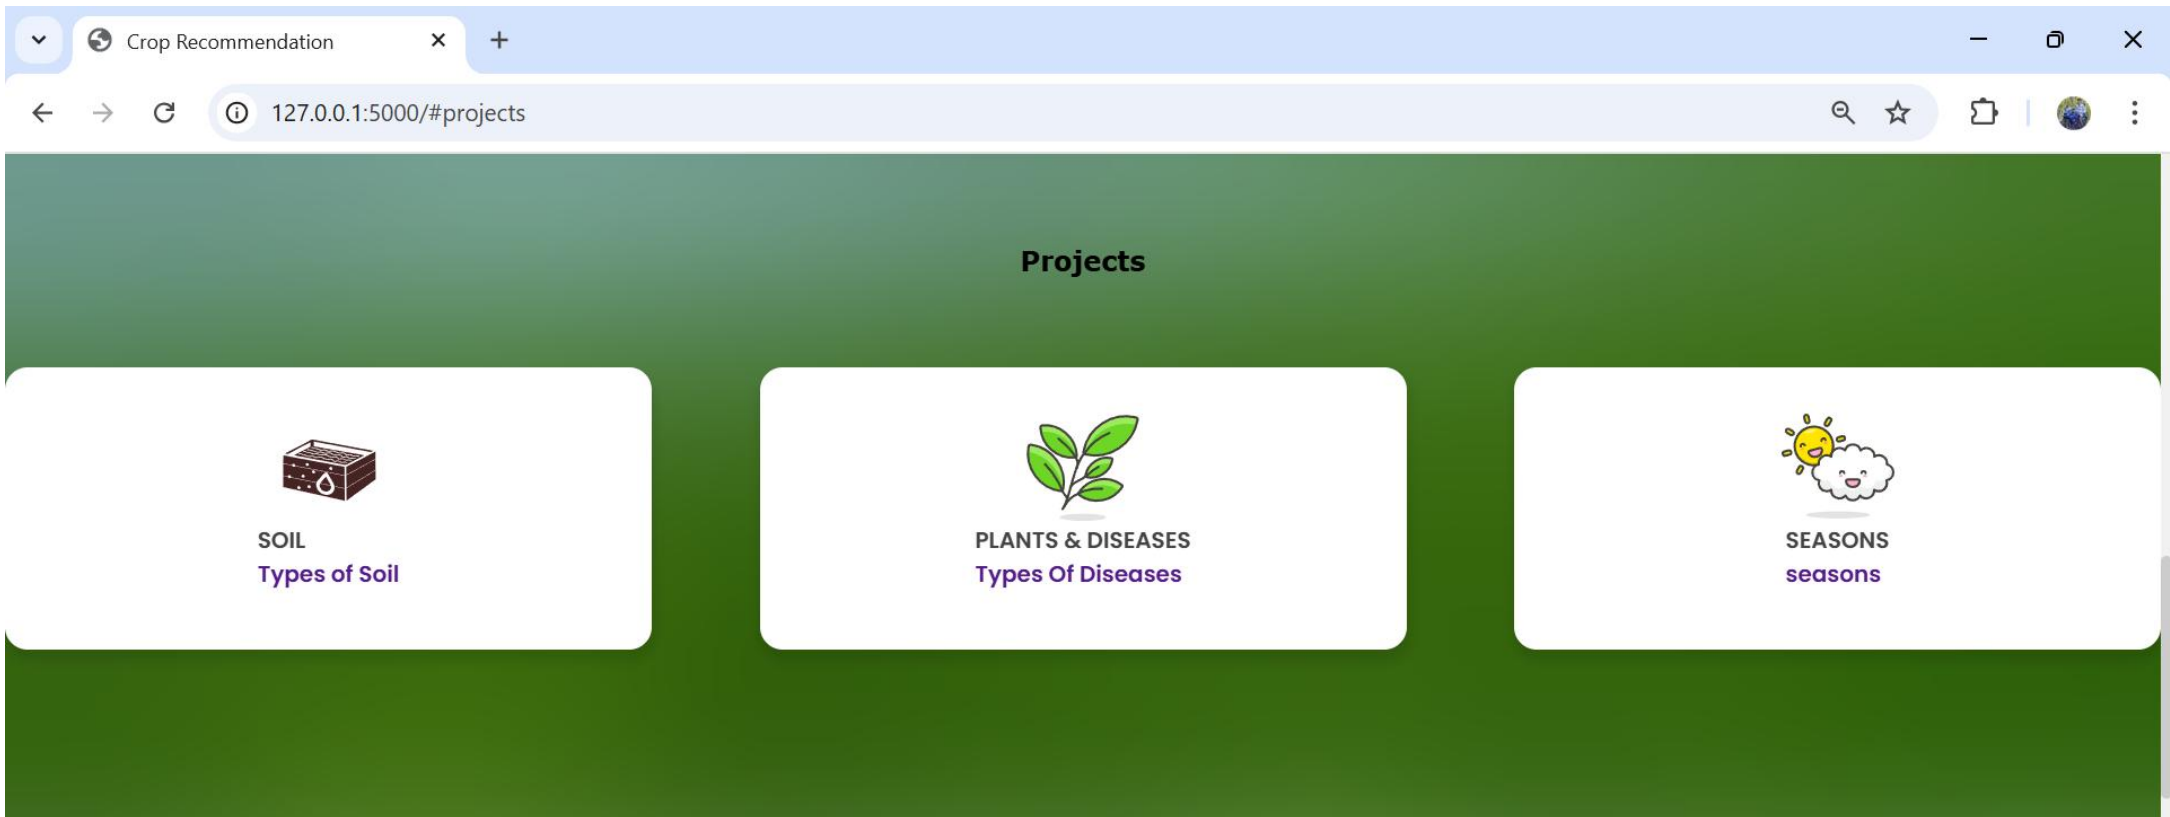 Crop Recommendation
127.0.0.1:5000/#projects
Projects
SOIL
Types of Soil
PLANTS & DISEASES
Types Of Diseases
SEASONS
seasons